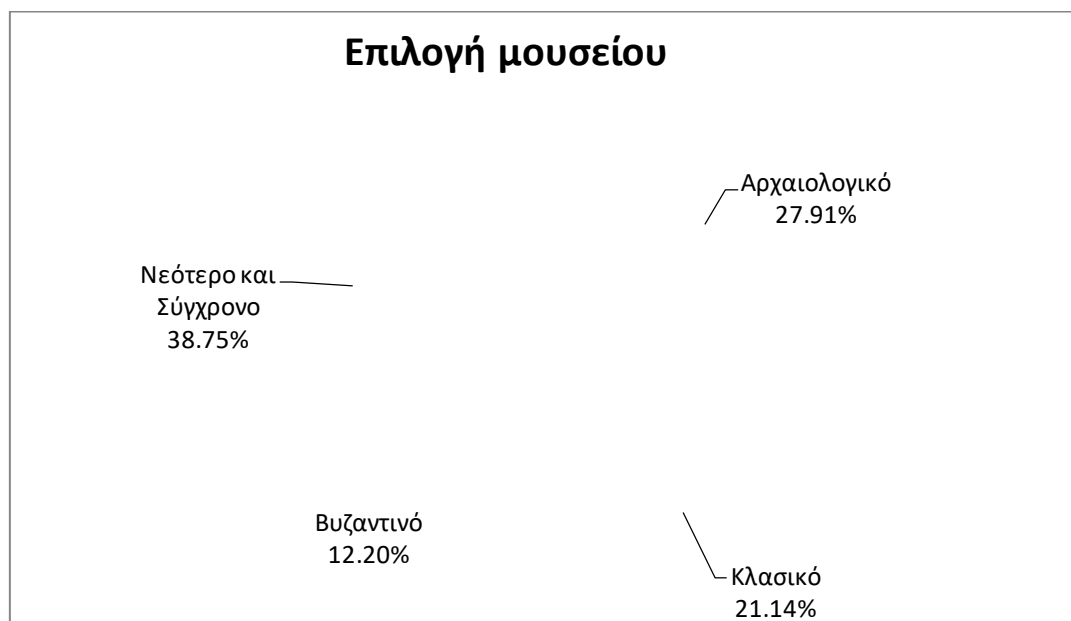 Επιλογή μουσείου
Αρχαιολογικό
27.91%
Νεότερο και
Σύγχρονο
38.75%
Βυζαντινό
12.20%
Κλασικό
21.14%